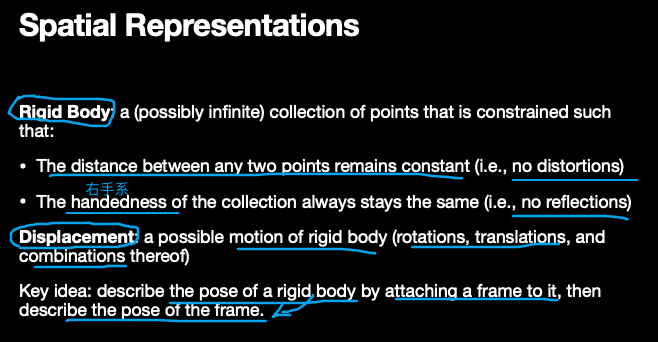 Spatial Representations
Rigid Body: a (possibly infinite) collection of points that is constrained such
that:
• The distance between any two points remains constant (i.e., no distortions)
右手系
• The handedness of the collection always stays the same (i.e., no reflections)
Displacement: a possible motion of rigid body (rotations, translations, and
combinations thereof)
Key idea: describe the pose of a rigid body by attaching a frame to it, then
describe the pose of the frame.